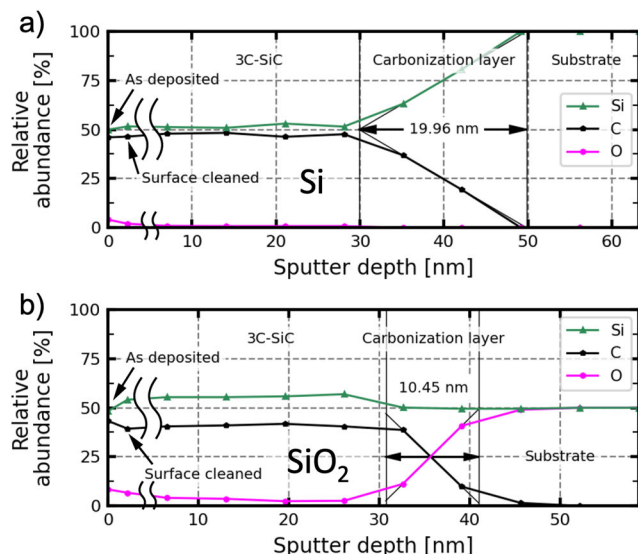 a)
100
75
50
25
0
Relative
abundance [%]
3C-SiC
Carbonization layer
Substrate
As deposited
Si
C
O
19.96 nm
Surface cleaned
Si
0
10
20
30
40
50
60
Sputter depth [nm]
b)
100
75
50
25
0
Relative
abundance [%]
3C-SiC
Carbonization layer
As deposited
Si
C
O
10.45 nm
Surface cleaned
SiO2
Substrate
0
10
20
30
40
50
Sputter depth [nm]